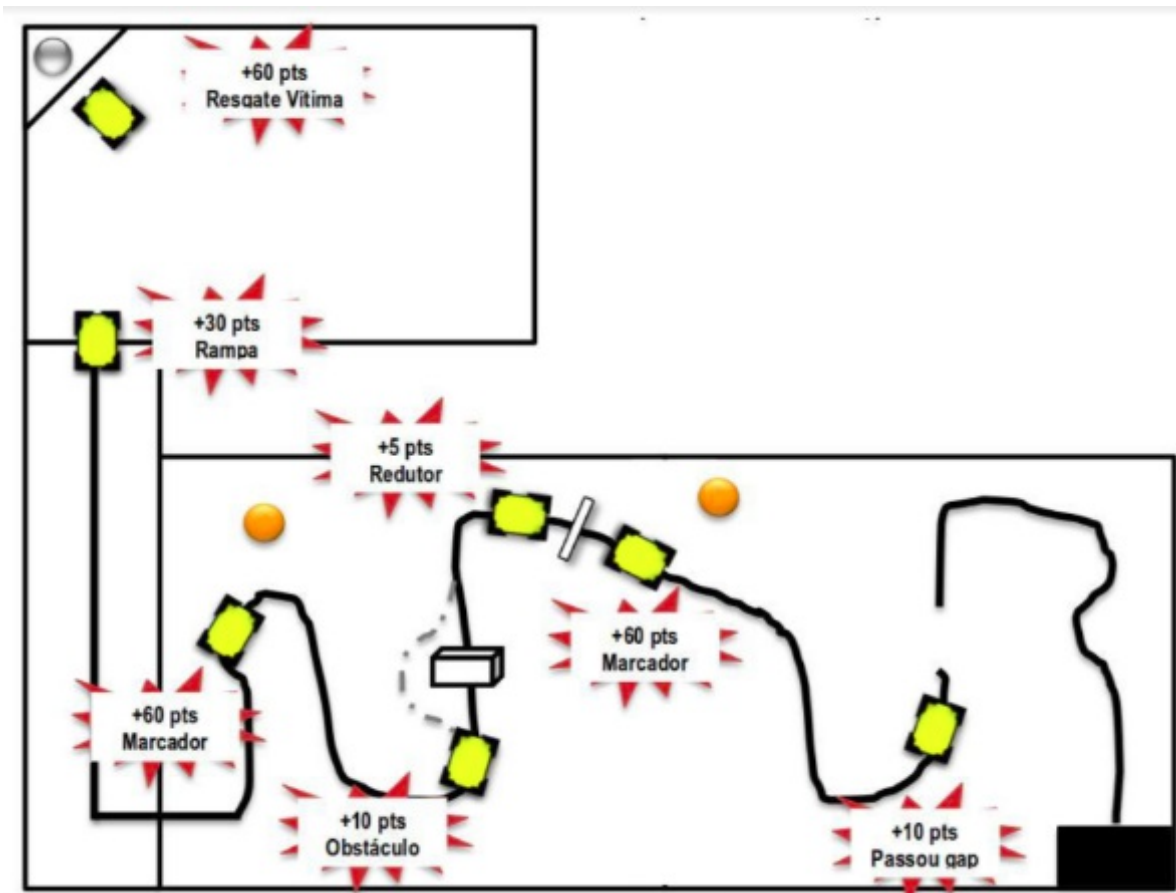 +60 pts
Resgate Vítima
+30 pts
Rampa
+5 pts
Redutor
+60 pts
Marcador
+60 pts
Marcador
+10 pts
Obstáculo
+10 pts
Passou gap